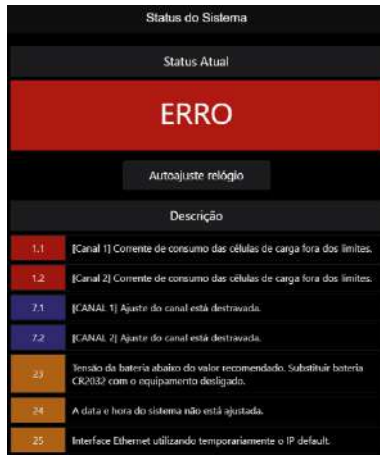 Status do Sistema
Status Atual
ERRO
Autoajuste relógio
Descrição
1.1 [Canal 1] Corrente de consumo das células de carga fora dos limites.
1.2 [Canal 2] Corrente de consumo das células de carga fora dos limites.
7.1 [CANAL 1] Ajuste do canal está destravada.
7.2 [CANAL 2] Ajuste do canal está destravada.
23 Tensão da bateria abaixo do valor recomendado. Substituir bateria
CR2032 com o equipamento desligado.
24 A data e hora do sistema não está ajustada.
25 Interface Ethernet utilizando temporariamente o IP default.